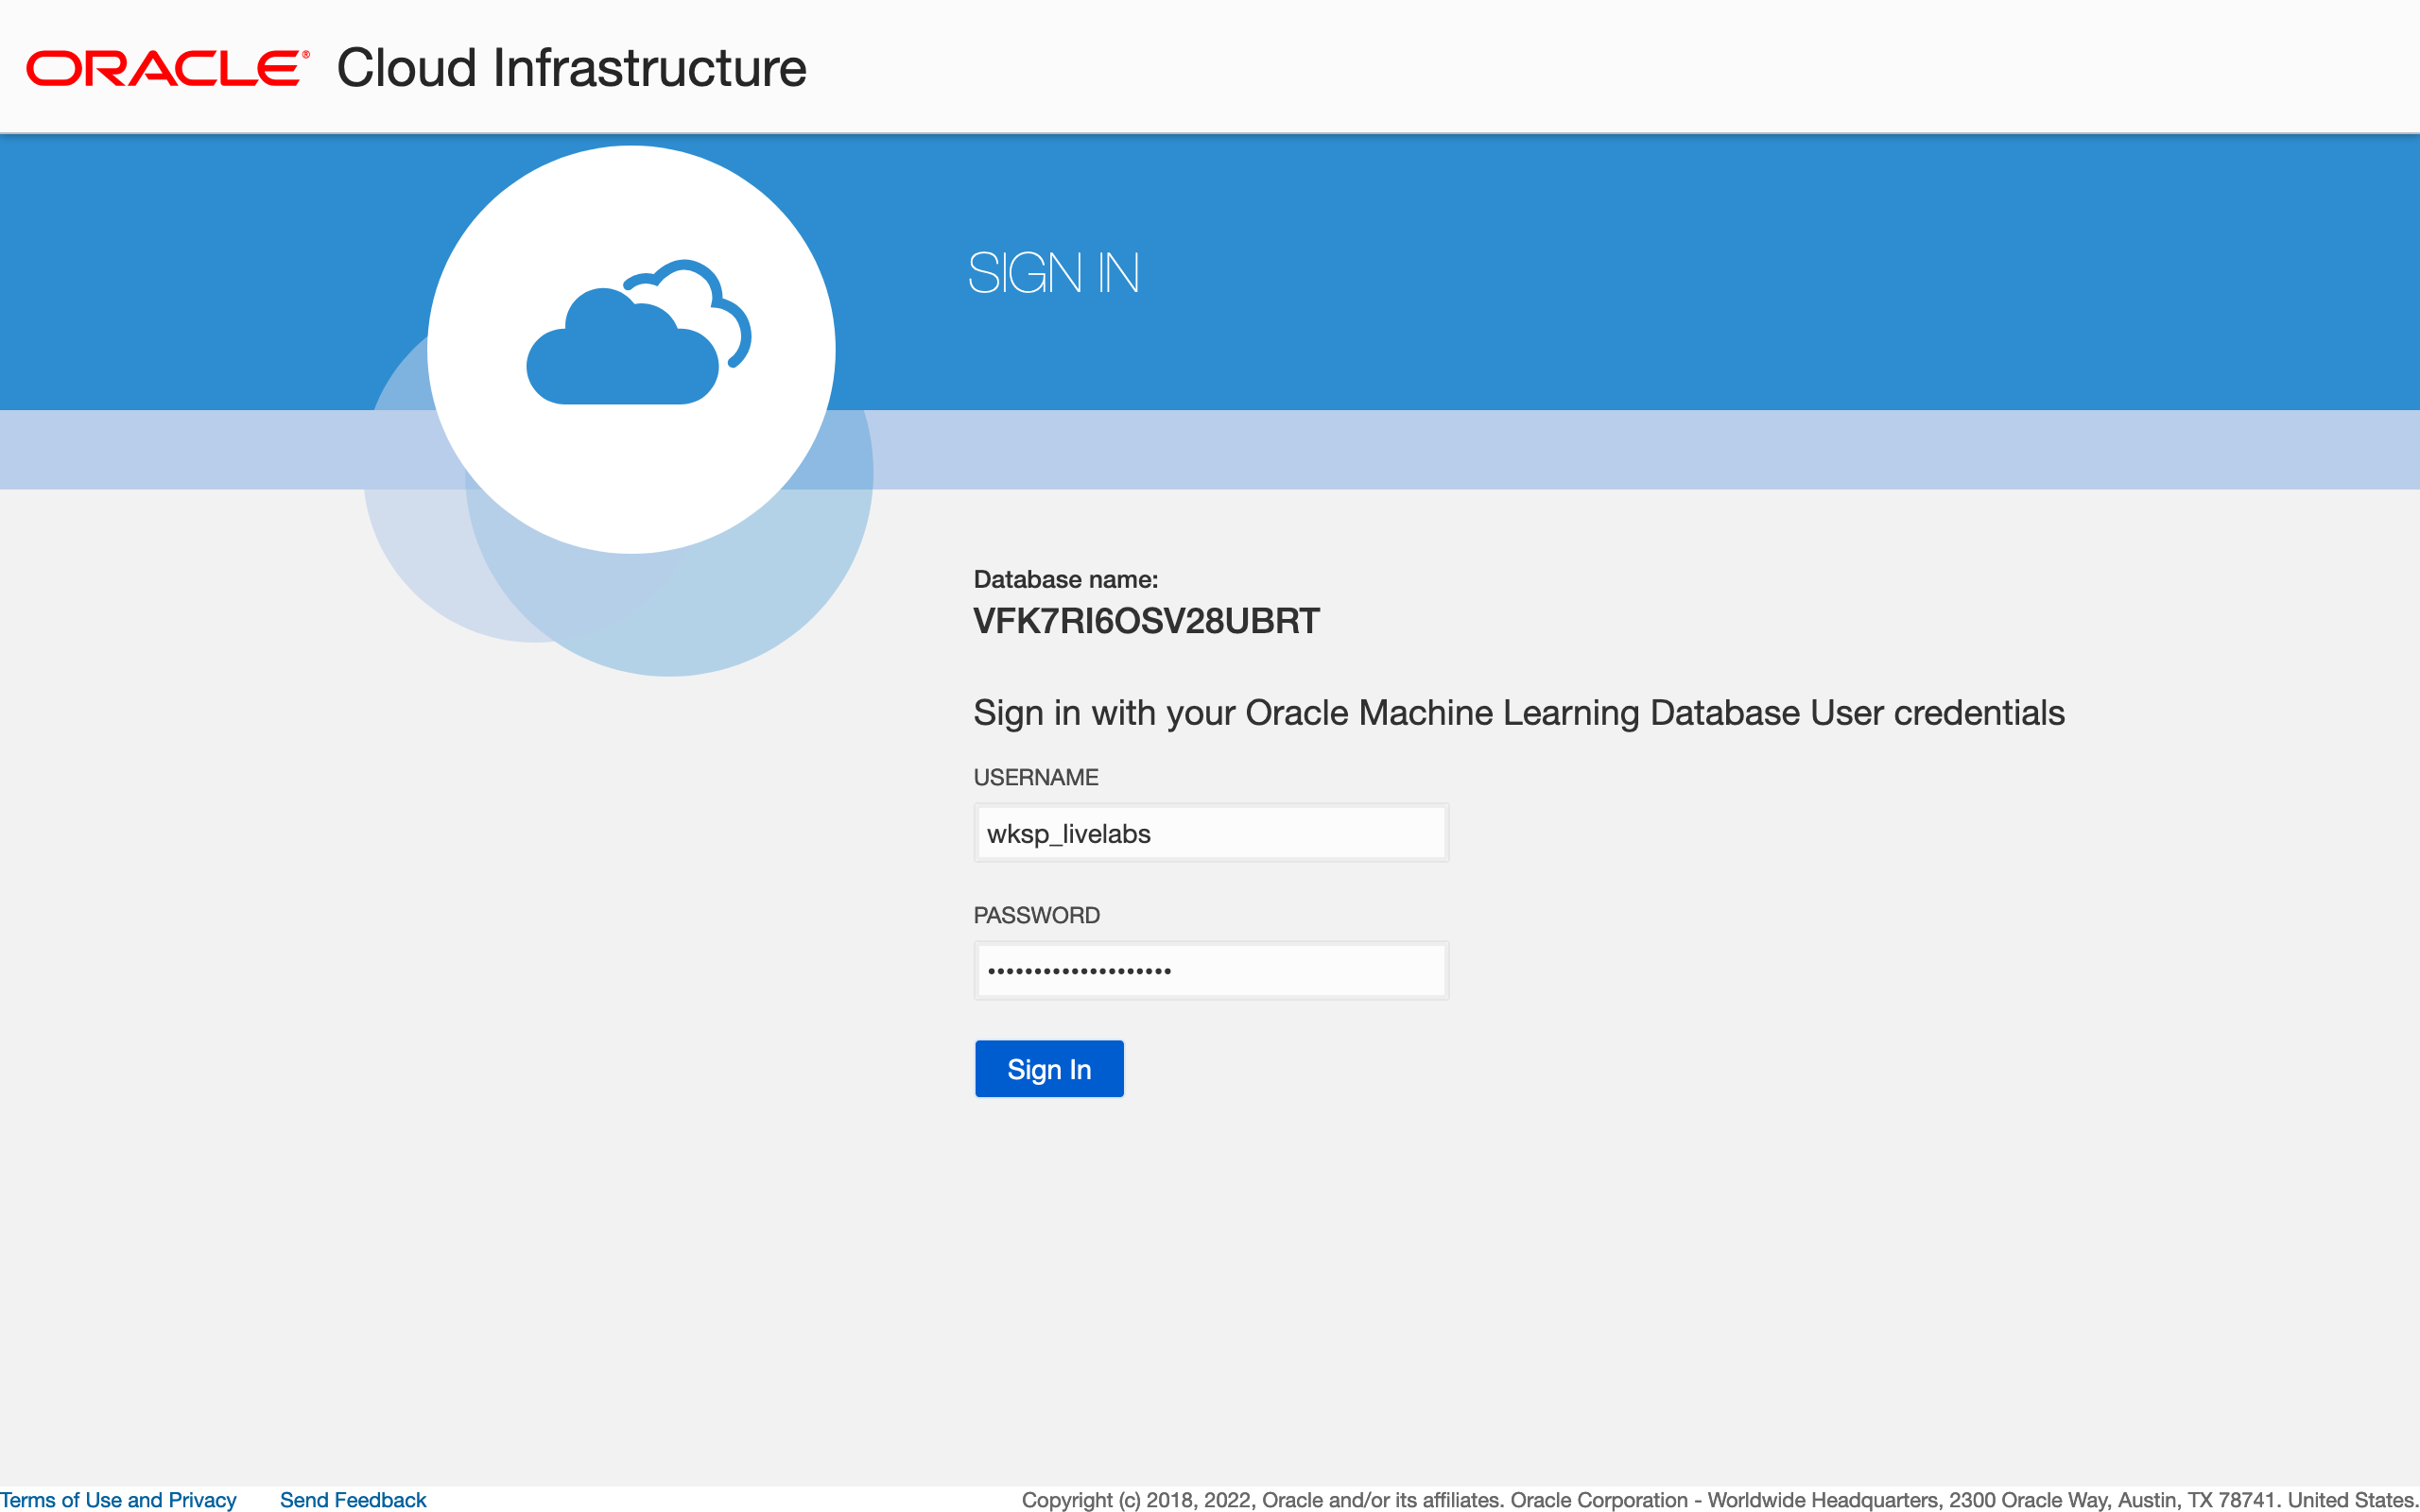 ORACLE® Cloud Infrastructure
SIGN IN
Database name:
VFK7RI6OSV28UBRT
Sign in with your Oracle Machine Learning Database User credentials
USERNAME
wksp_livelabs
PASSWORD
••••••••••••••••••••
Sign In
Terms of Use and Privacy Send Feedback Copyright (c) 2018, 2022, Oracle and/or its affiliates. Oracle Corporation - Worldwide Headquarters, 2300 Oracle Way, Austin, TX 78741. United States.